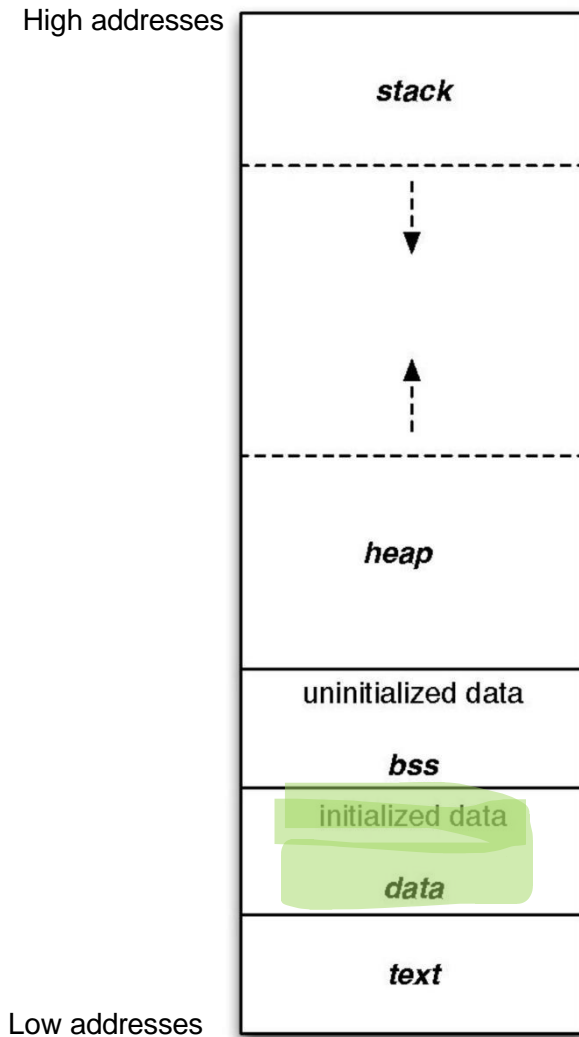 High addresses
stack
heap
uninitialized data
bss
initialized data
data
text
Low addresses